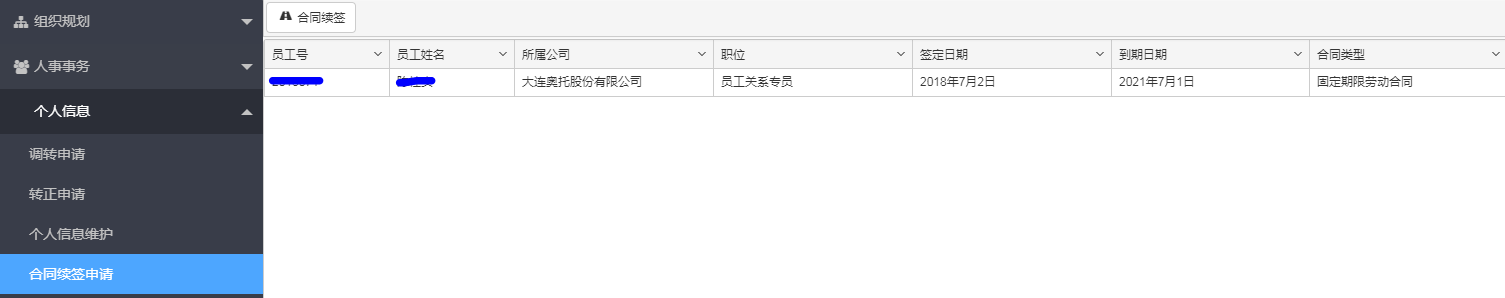 组织规划
人事事务
个人信息
调转申请
转正申请
个人信息维护
合同续签申请
合同续签
员工号 员工姓名 所属公司 职位 签定日期 到期日期 合同类型
大连奥托股份有限公司 员工关系专员 2018年7月2日 2021年7月1日 固定期限劳动合同